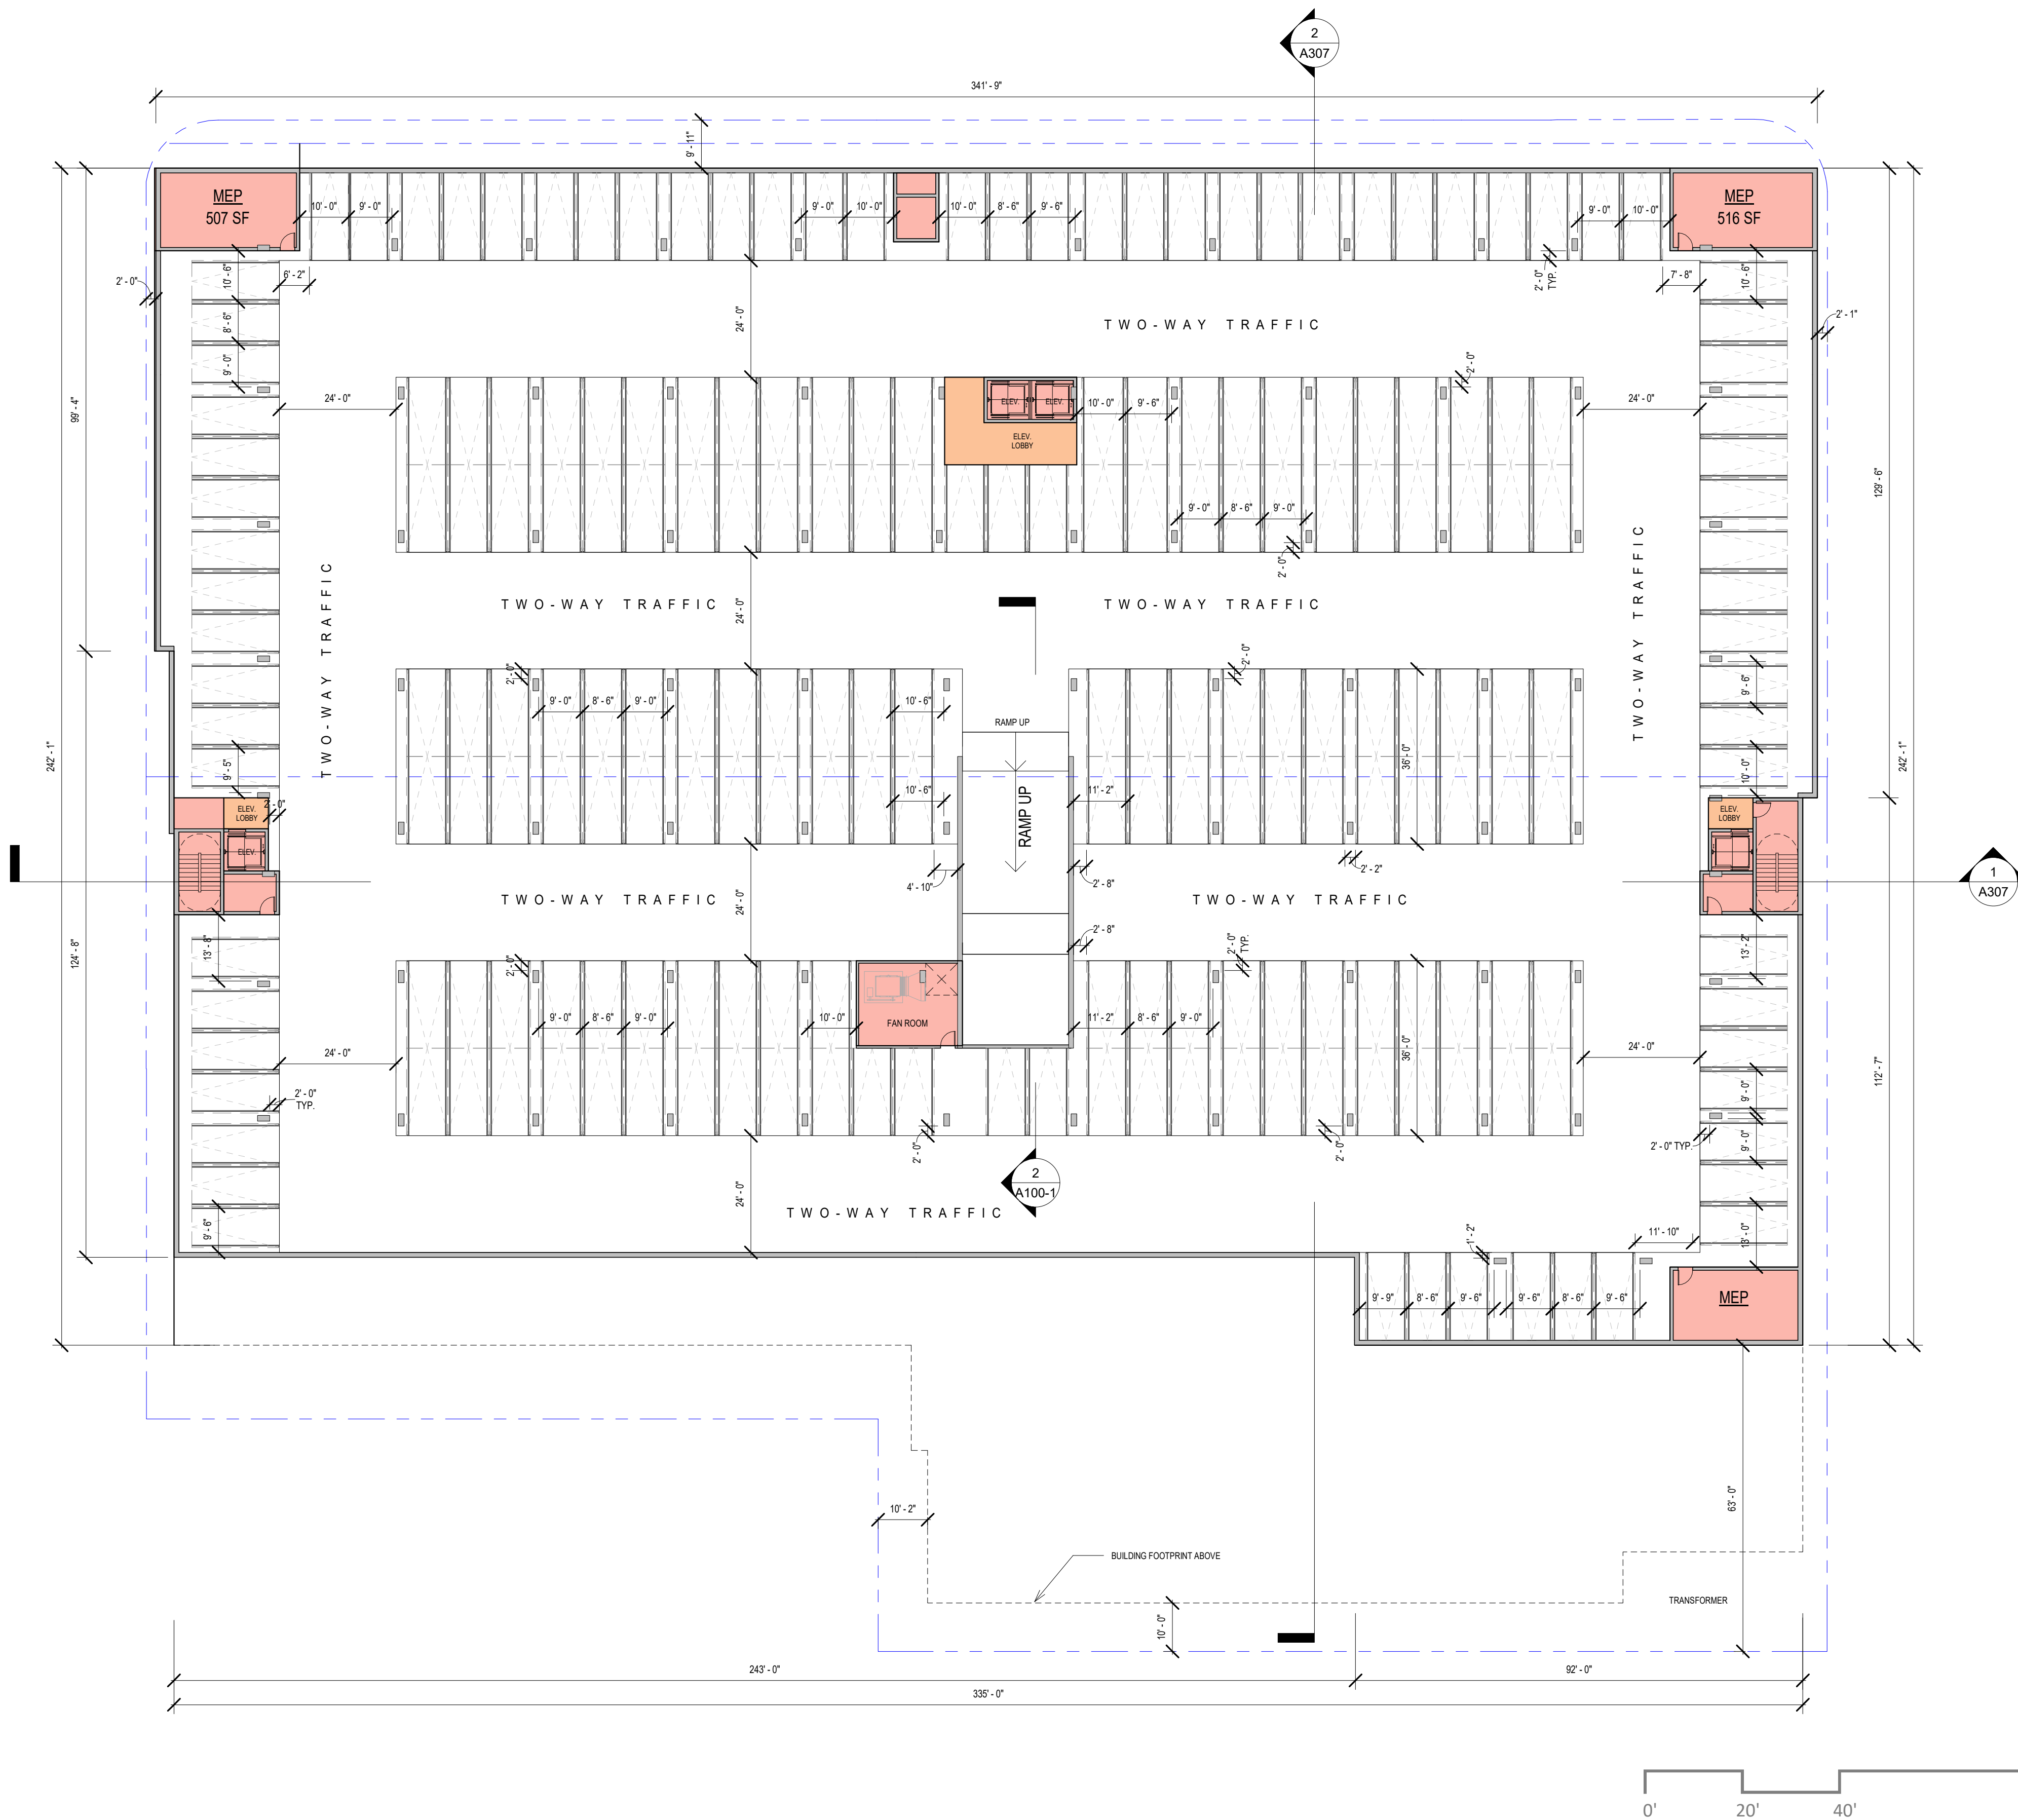 2
A307
341' - 9"
9' - 11"
MEP
507 SF
10' - 0"
9' - 0"
9' - 0"
10' - 0"
10' - 0"
8' - 6"
9' - 6"
9' - 0"
10' - 0"
MEP
516 SF
2' - 0"
10' - 6"
6' - 2"
8' - 6"
9' - 0"
24' - 0"
2' - 0"
TYP.
7' - 8"
10' - 6"
2' - 1"
TWO-WAY TRAFFIC
99' - 4"
24' - 0"
ELEV.
ELEV.
ELEV.
LOBBY
10' - 0"
9' - 6"
2' - 0"
24' - 0"
129' - 6"
9' - 0"
8' - 6"
9' - 0"
2' - 0"
TWO-WAY TRAFFIC
TWO-WAY TRAFFIC
24' - 0"
TWO-WAY TRAFFIC
TWO-WAY TRAFFIC
2' - 0"
9' - 0"
8' - 6"
9' - 0"
10' - 6"
RAMP UP
2' - 0"
36' - 0"
9' - 6"
242' - 1"
242' - 1"
9' - 5"
10' - 6"
RAMP UP
11' - 2"
10' - 0"
ELEV.
LOBBY
2' - 0"
ELEV.
ELEV.
LOBBY
4' - 10"
2' - 8"
2' - 2"
1
A307
TWO-WAY TRAFFIC
24' - 0"
TWO-WAY TRAFFIC
124' - 8"
13' - 8"
2' - 0"
2' - 8"
2' - 0"
TYP.
13' - 2"
9' - 0"
8' - 6"
9' - 0"
10' - 0"
FAN ROOM
11' - 2"
8' - 6"
9' - 0"
36' - 0"
24' - 0"
24' - 0"
112' - 7"
2' - 0"
TYP.
9' - 0"
2' - 0"
2' - 0"
2' - 0" TYP.
9' - 0"
2
A100-1
24' - 0"
TWO-WAY TRAFFIC
9' - 6"
1' - 2"
11' - 10"
13' - 0"
9' - 9"
8' - 6"
9' - 6"
9' - 6"
8' - 6"
9' - 6"
MEP
63' - 0"
10' - 2"
BUILDING FOOTPRINT ABOVE
TRANSFORMER
10' - 0"
243' - 0"
92' - 0"
335' - 0"
0'
20'
40'